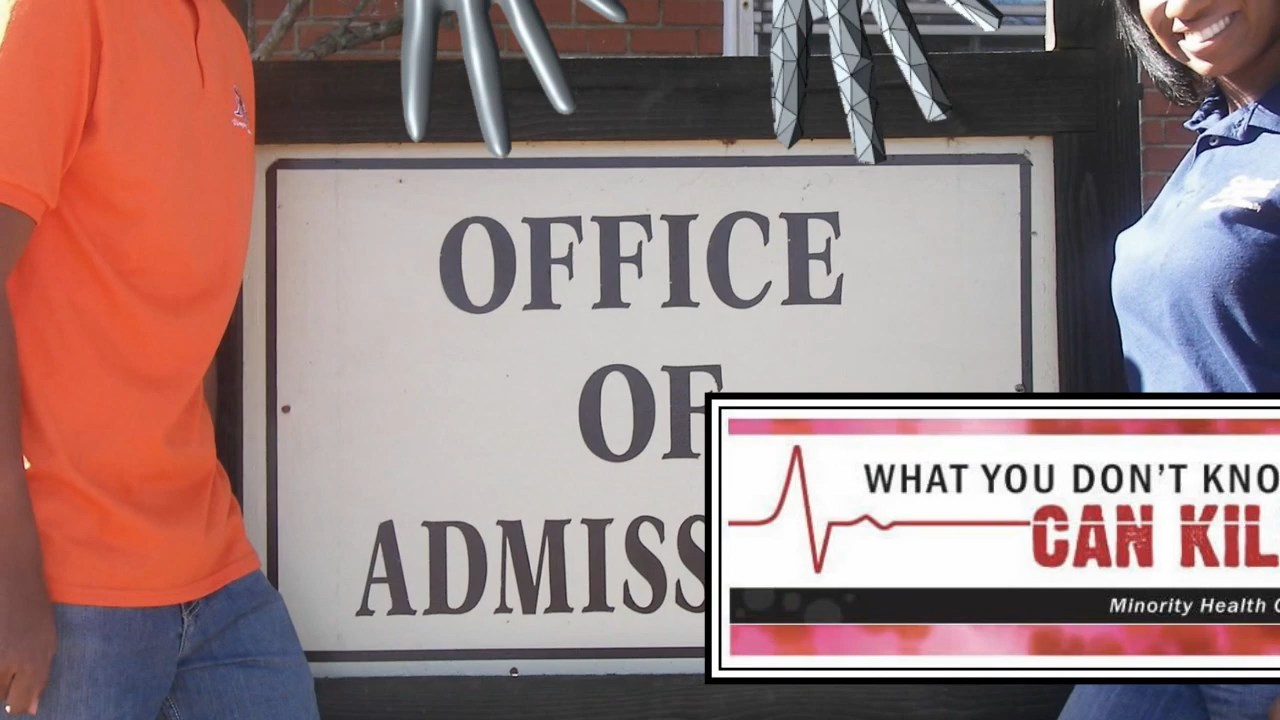 OFFICE
OF
ADMISS
WHAT YOU DON'T KNO
CAN KIL
Minority Health